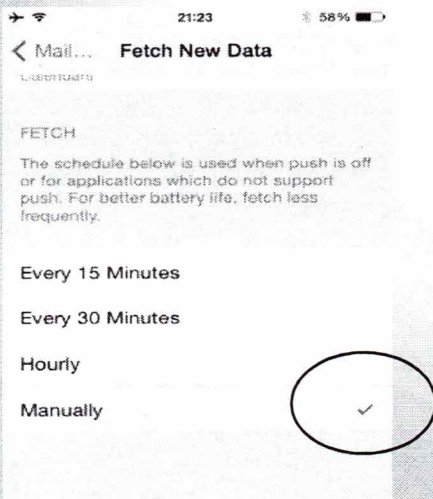 21:23
58%
Mail... Fetch New Data
Calendars
FETCH
The schedule below is used when push is off
or for applications which do not support
push. For better battery life, fetch less
frequently.
Every 15 Minutes
Every 30 Minutes
Hourly
Manually